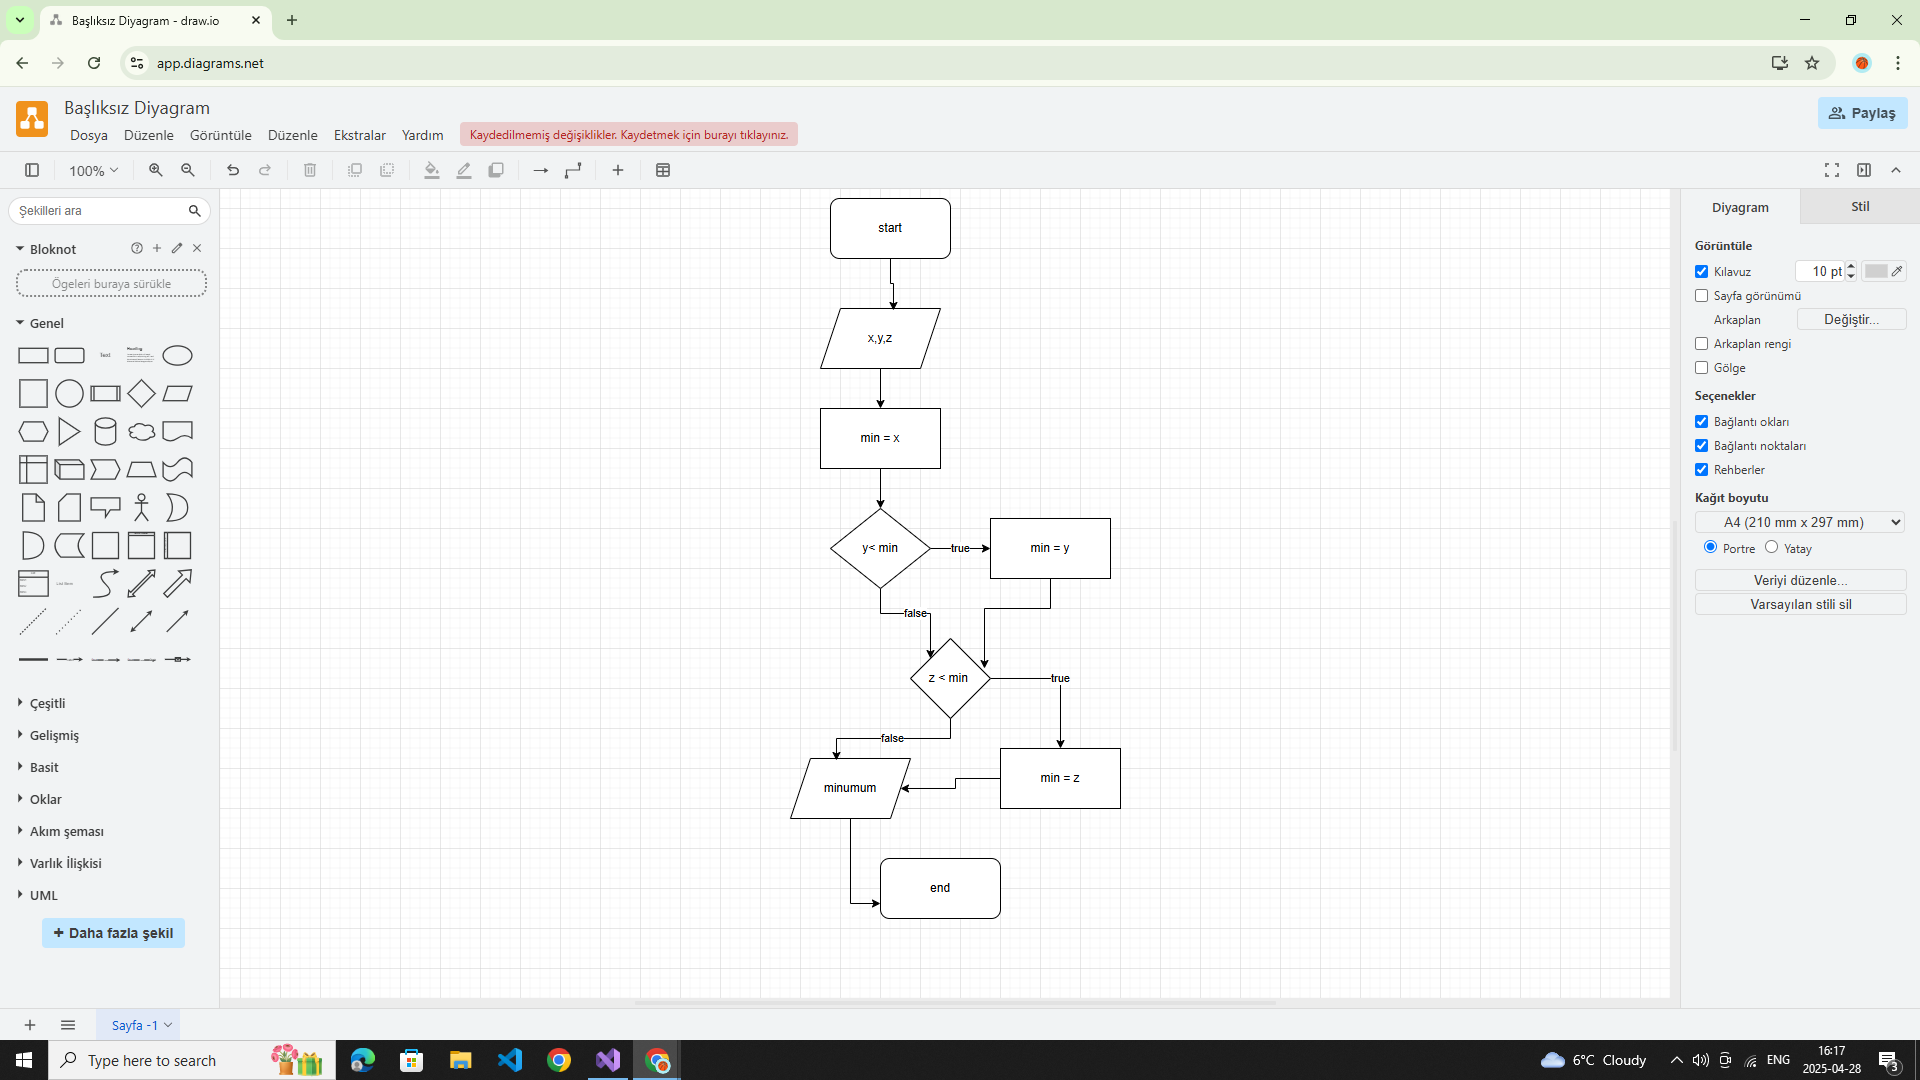 Başlıksız Diyagram - draw.io
app.diagrams.net
Başlıksız Diyagram
Dosya Düzenle Görüntüle Düzenle Ekstralar Yardım
Kaydedilmemiş değişiklikler. Kaydetmek için burayı tıklayınız.
Paylaş
100%
Şekilleri ara
Bloknot
Ögeleri buraya sürükle
Genel
Text
Heading
List Item
Çeşitli
Gelişmiş
Basit
Oklar
Akım şeması
Varlık İlişkisi
UML
+ Daha fazla şekil
start
x,y,z
min = x
y< min
true
min = y
false
z < min
true
false
minumum
min = z
end
Diyagram
Stil
Görüntüle
Kılavuz
10 pt
Sayfa görünümü
Arkaplan
Değiştir...
Arkaplan rengi
Gölge
Seçenekler
Bağlantı okları
Bağlantı noktaları
Rehberler
Kağıt boyutu
A4 (210 mm x 297 mm)
Portre
Yatay
Veriyi düzenle...
Varsayılan stili sil
Sayfa -1
Type here to search
6°C Cloudy
ENG
16:17
2025-04-28
3